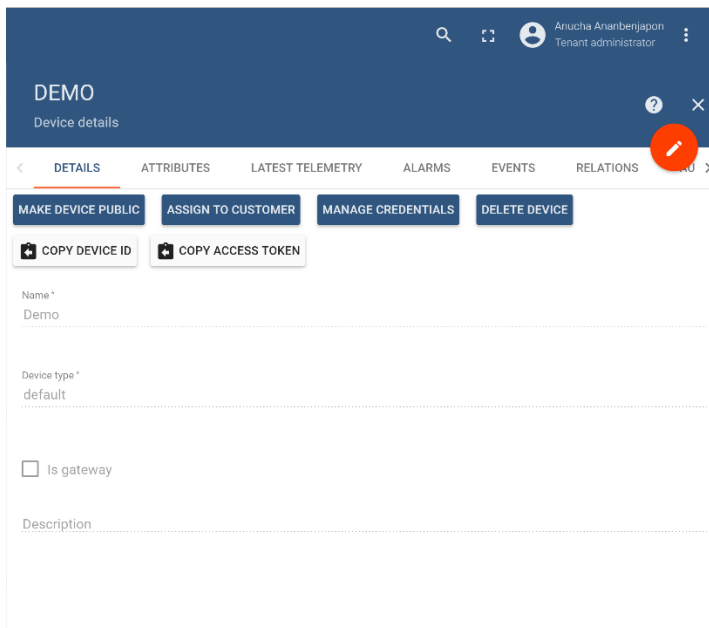 Anucha Ananbenjapon
Tenant administrator
DEMO
Device details
DETAILS ATTRIBUTES LATEST TELEMETRY ALARMS EVENTS RELATIONS
MAKE DEVICE PUBLIC ASSIGN TO CUSTOMER MANAGE CREDENTIALS DELETE DEVICE
COPY DEVICE ID COPY ACCESS TOKEN
Name *
Demo
Device type *
default
Is gateway
Description